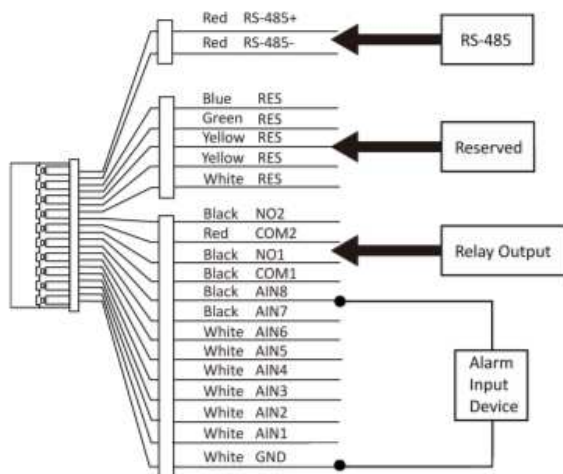 Red RS-485+
Red RS-485-
RS-485
Blue RES
Green RES
Yellow RES
Yellow RES
White RES
Reserved
Black NO2
Red COM2
Black NO1
Black COM1
Relay Output
Black AIN8
Black AIN7
White AIN6
White AIN5
White AIN4
White AIN3
White AIN2
White AIN1
White GND
Alarm
Input
Device